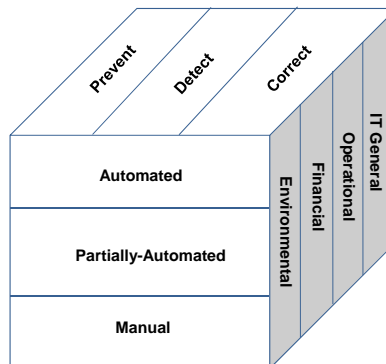 Prevent
Detect
Correct
Automated
Partially-Automated
Manual
Environmental
Financial
Operational
IT General